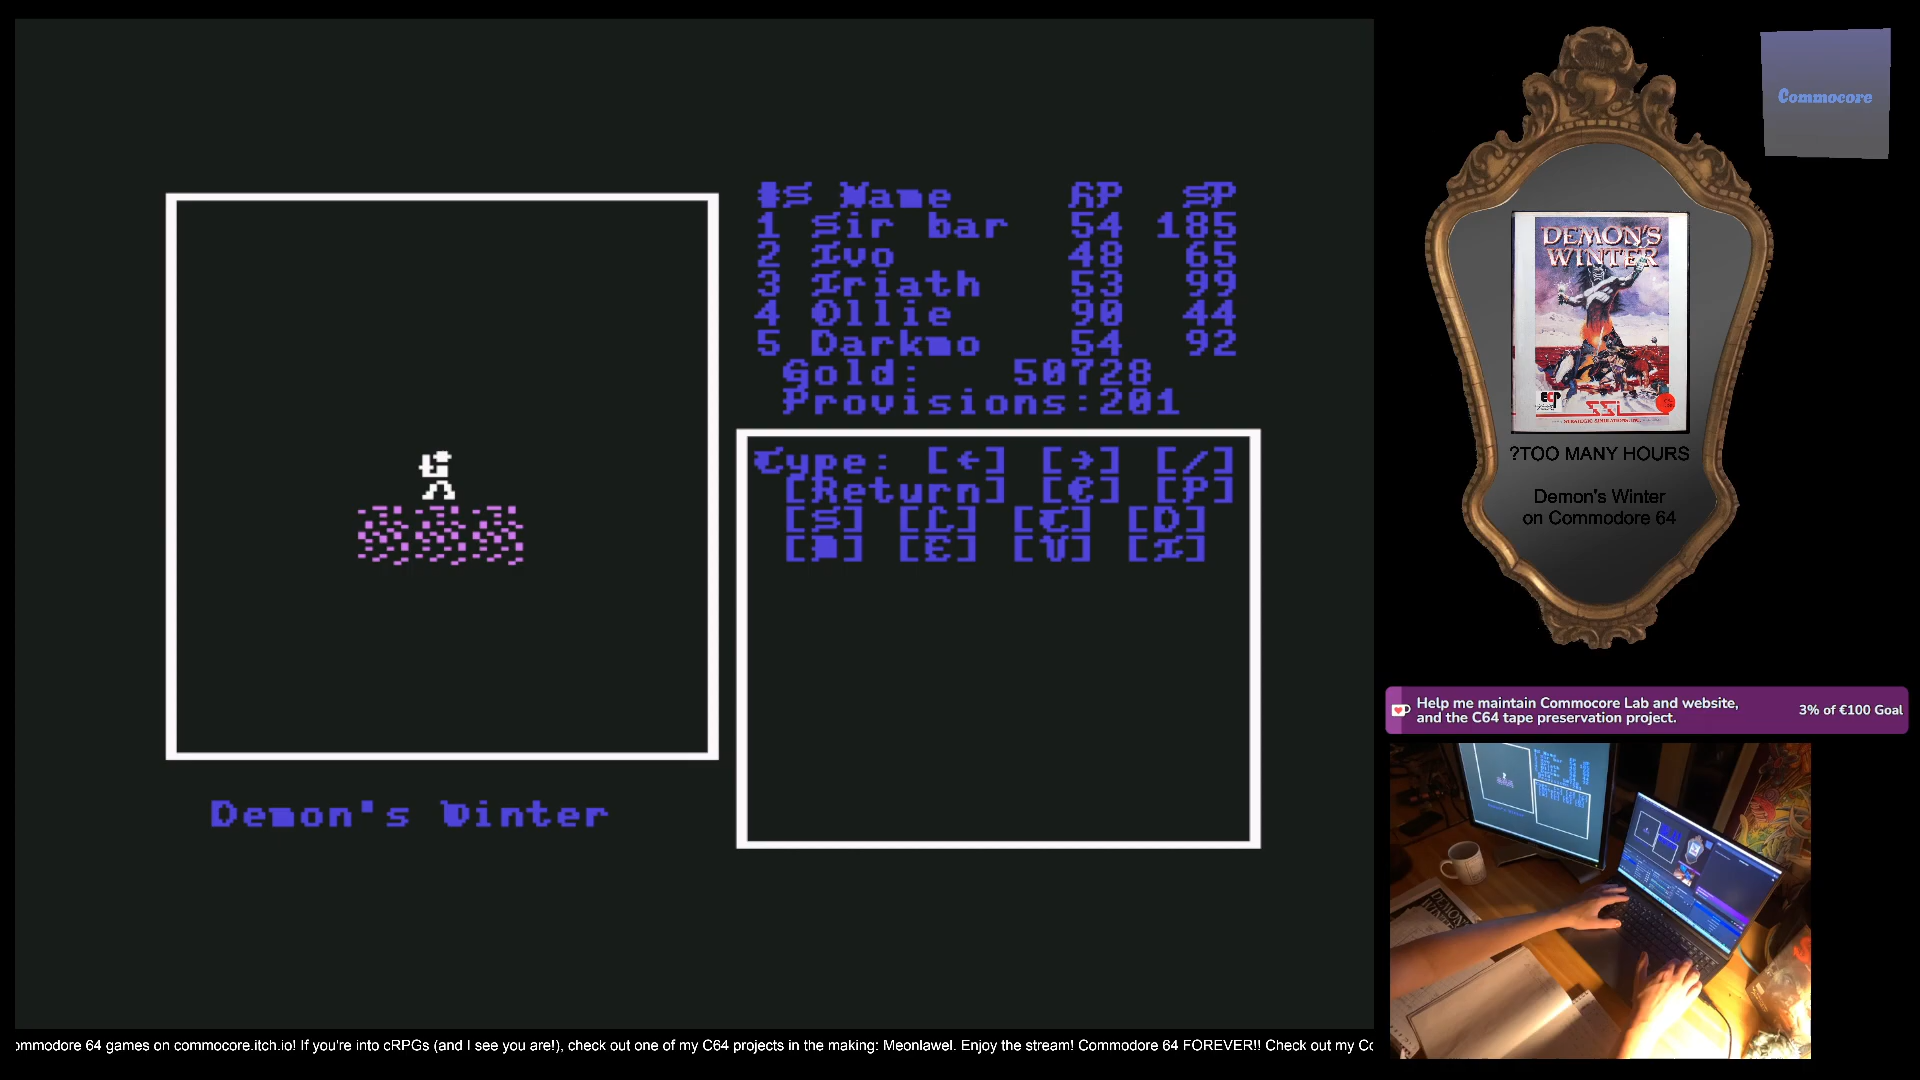 #S Name HP SP
1 Sir bar 54 185
2 Ivo 48 65
3 Iriath 53 99
4 Ollie 90 44
5 Darkmo 54 92
Gold: 50728
Provisions:201
Type: [←] [→] [/]
[Return] [C] [P]
[S] [L] [T] [D]
[E] [V] [I]
Demon's Winter
Commocore
DEMON'S
WINTER
SSI
STRATEGIC SIMULATIONS, INC.
?TOO MANY HOURS
Demon's Winter
on Commodore 64
Help me maintain Commocore Lab and website,
and the C64 tape preservation project.
3% of €100 Goal
ommodore 64 games on commocore.itch.io! If you're into cRPGs (and I see you are!), check out one of my C64 projects in the making: Meonlawel. Enjoy the stream! Commodore 64 FOREVER!! Check out my Co